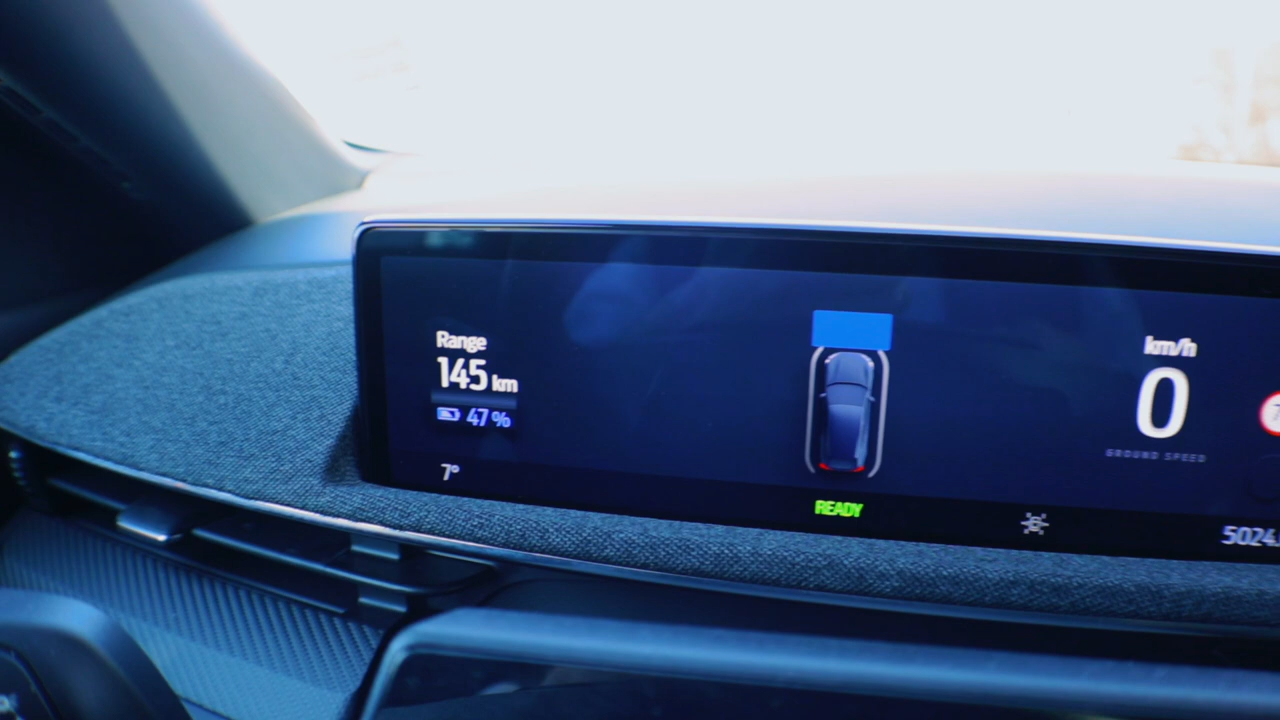 Range
145 km
47 %
7°
READY
km/h
0
GROUND SPEED
5024